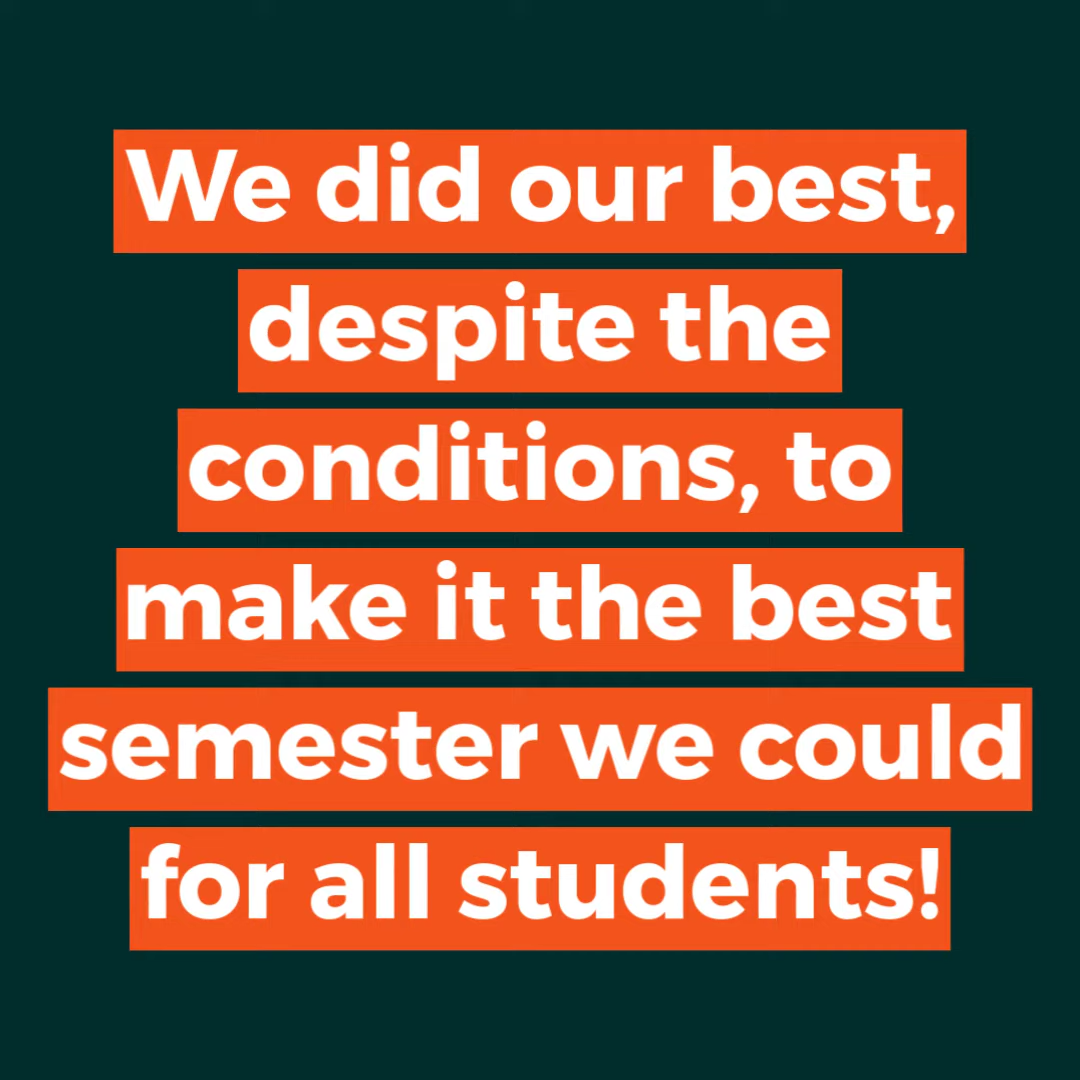 We did our best,
despite the
conditions, to
make it the best
semester we could
for all students!